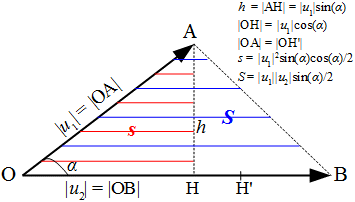 A
h = |AH| = |u₁|sin(α)
|OH| = |u₁|cos(α)
|OA| = |OH'|
s = |u₁|²sin(α)cos(α)/2
S = |u₁||u₂|sin(α)/2
|u₁| = |OA|
s
h
S
α
O
|u₂| = |OB|
H
H'
B